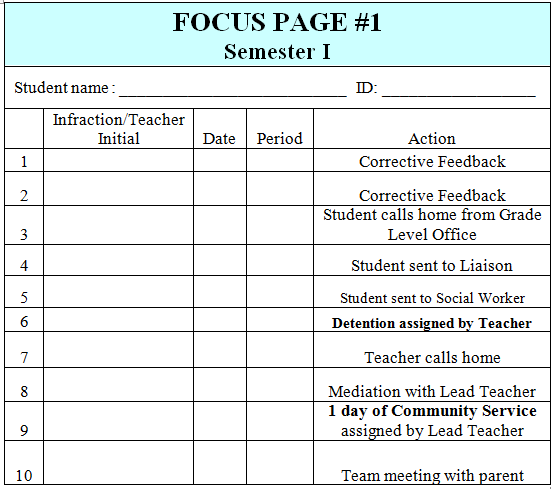 FOCUS PAGE #1
Semester I
Student name : __________________________ ID: _________________
Infraction/Teacher
Initial Date Period Action
1 Corrective Feedback
2 Corrective Feedback
Student calls home from Grade
3 Level Office
4 Student sent to Liaison
5 Student sent to Social Worker
6 Detention assigned by Teacher
7 Teacher calls home
8 Mediation with Lead Teacher
1 day of Community Service
9 assigned by Lead Teacher
10 Team meeting with parent